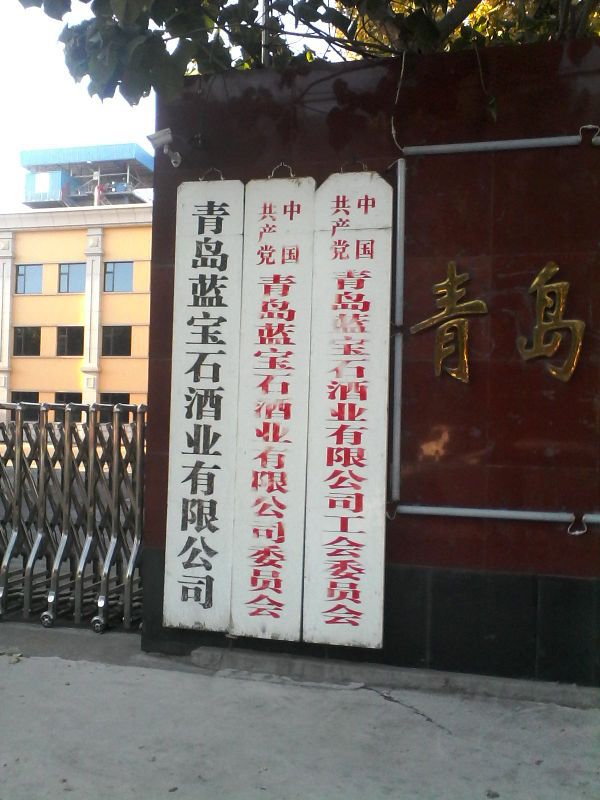 青岛蓝宝石酒业有限公司
中国
共产党
青岛蓝宝石酒业有限公司委员会
中国
共产党
青岛蓝宝石酒业有限公司工会委员会
青岛